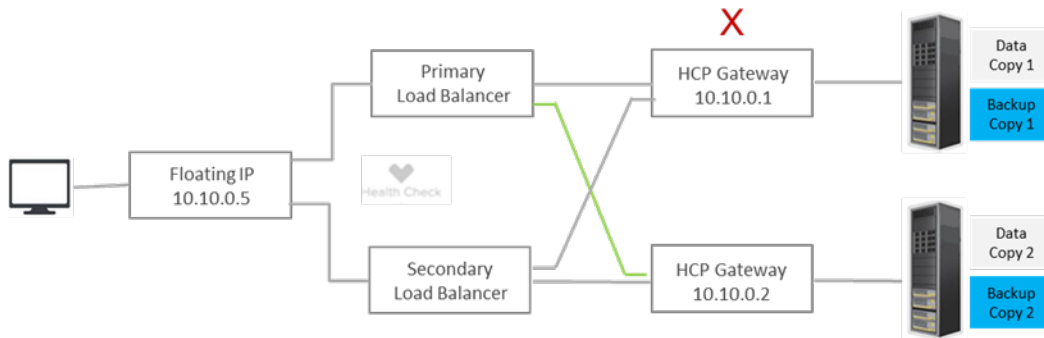 X
Primary
Load Balancer
HCP Gateway
10.10.0.1
Data
Copy 1
Backup
Copy 1
Floating IP
10.10.0.5
Health Check
Secondary
Load Balancer
HCP Gateway
10.10.0.2
Data
Copy 2
Backup
Copy 2